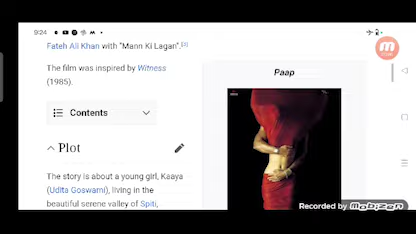 9:24
Fateh Ali Khan with "Mann Ki Lagan".[3]
The film was inspired by Witness
(1985).
Contents
Plot
The story is about a young girl, Kaaya
(Udita Goswami), living in the
beautiful serene valley of Spiti,
Paap
Recorded by Mobizen